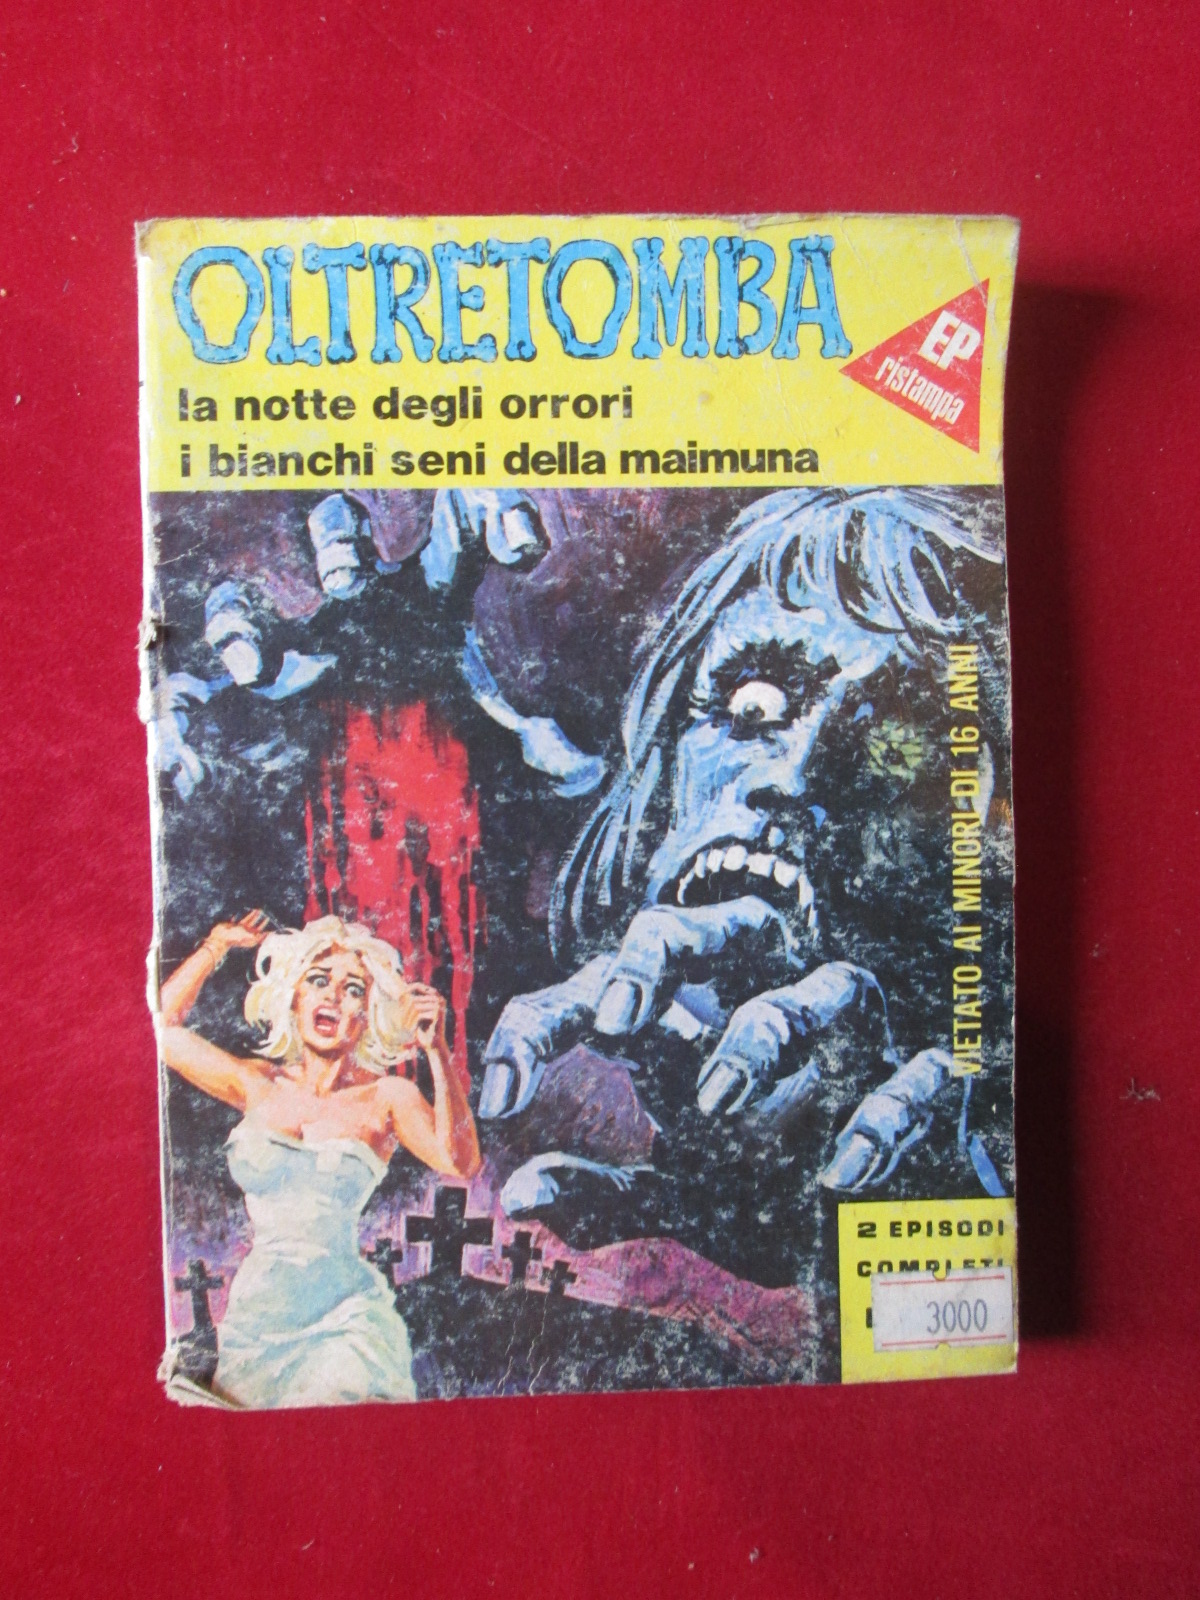 OLTRETOMBA
EP
ristampa
la notte degli orrori
i bianchi seni della maimuna
VIETATO AI MINORI DI 16 ANNI
2 EPISODI
COMPLETI
3000